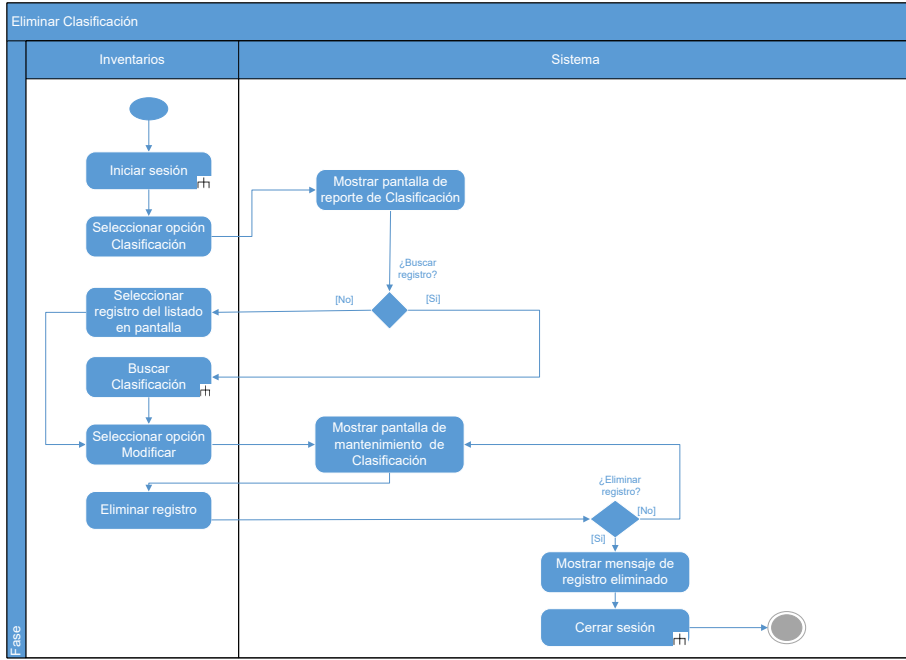 Eliminar Clasificación
Fase
Inventarios
Sistema
Iniciar sesión
Mostrar pantalla de
reporte de Clasificación
Seleccionar opción
Clasificación
¿Buscar
registro?
[No]
[Si]
Seleccionar
registro del listado
en pantalla
Buscar
Clasificación
Seleccionar opción
Modificar
Mostrar pantalla de
mantenimiento de
Clasificación
¿Eliminar
registro?
Eliminar registro
[No]
[Si]
Mostrar mensaje de
registro eliminado
Cerrar sesión